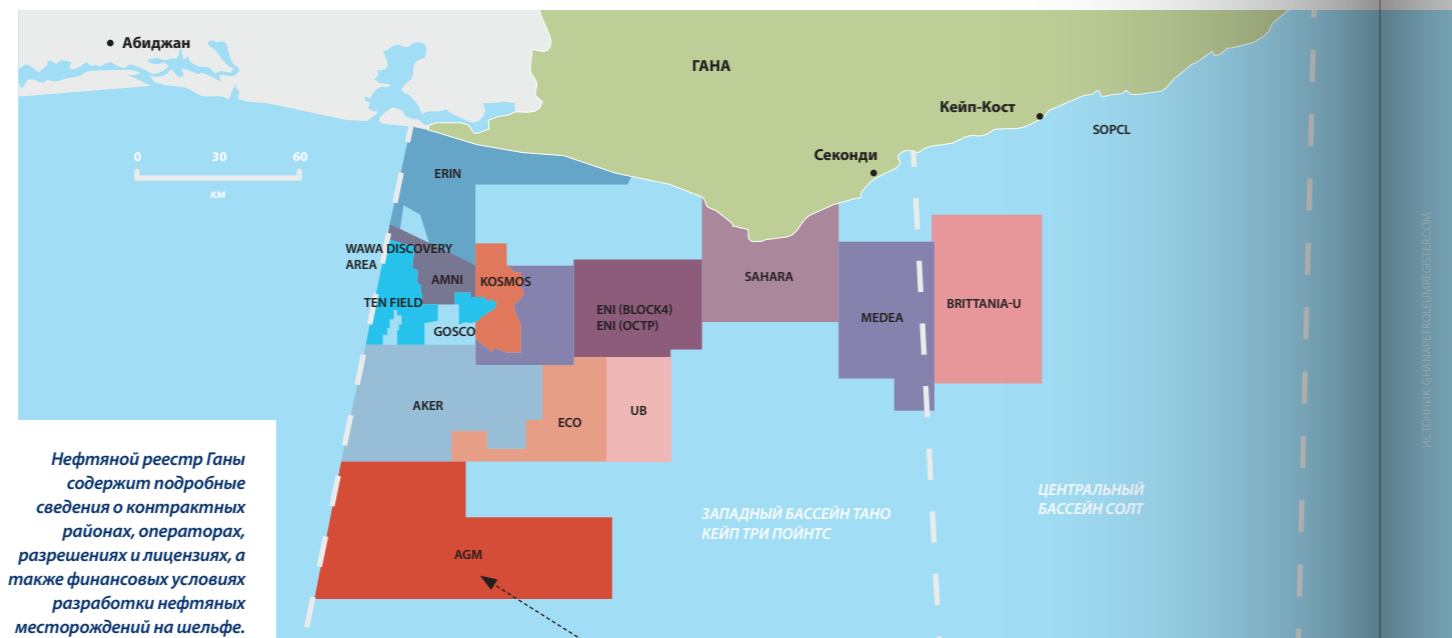 Абиджан
ГАНА
Кейп-Кост
SOPCL
Секонди
0 30 60
км
ERIN
WAWA DISCOVERY
AREA
AMNI
KOSMOS
TEN FIELD
GOSCO
ENI (BLOCK4)
ENI (ОСТР)
SAHARA
MEDEA
BRITTANIA-U
AKER
ECO
UB
Нефтяной реестр Ганы
содержит подробные
сведения о контрактных
районах, операторах,
разрешениях и лицензиях, а
также финансовых условиях
разработки нефтяных
месторождений на шельфе.
ЗАПАДНЫЙ БАССЕЙН ТАНО
КЕЙП ТРИ ПОЙНТС
ЦЕНТРАЛЬНЫЙ
БАССЕЙН СОЛТ
AGM
ИСТОЧНИК: GHANAPETROLEUMREGISTER.COM